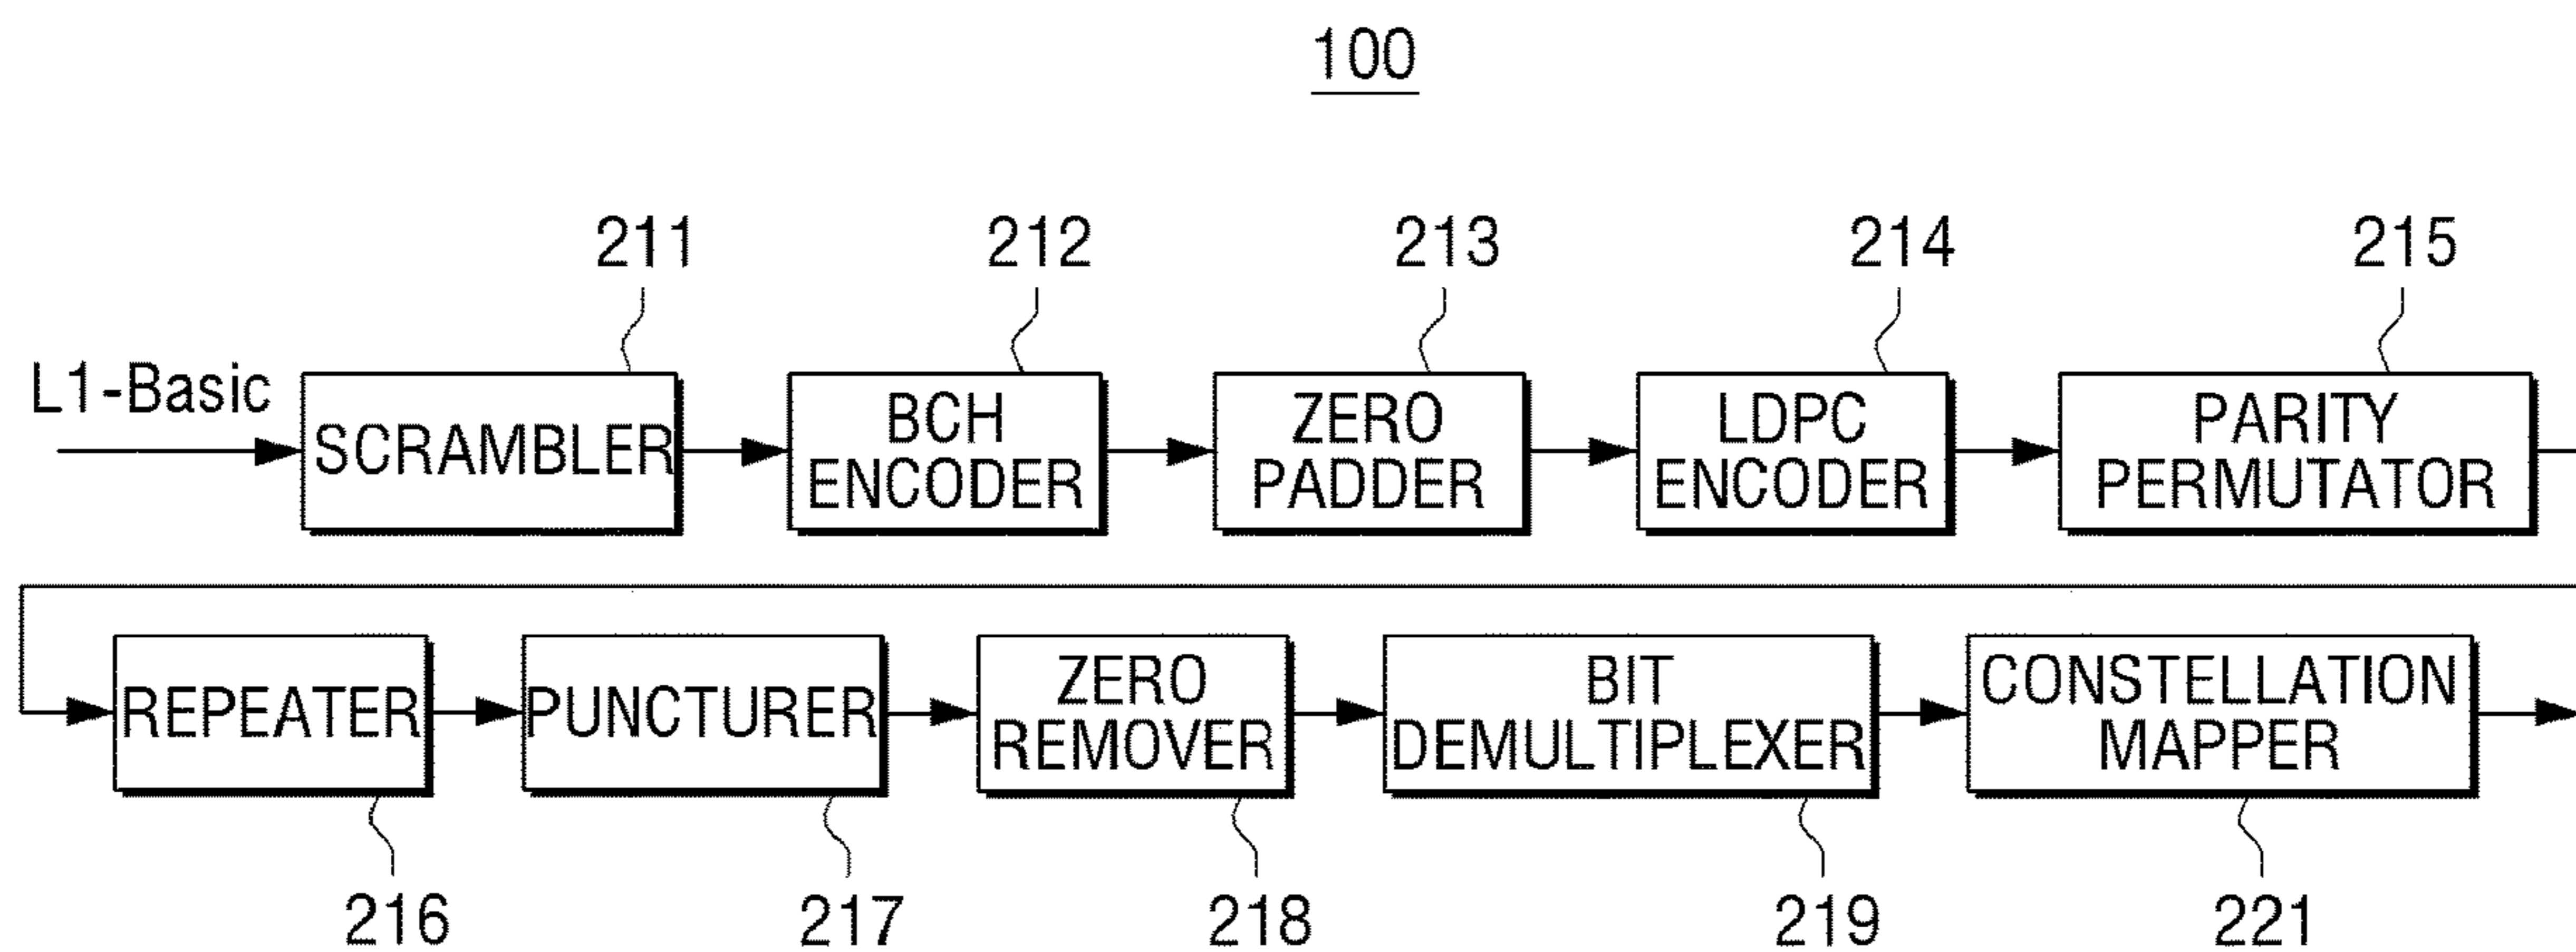 100
211
212
213
214
215
L1-Basic
SCRAMBLER
BCH
ENCODER
ZERO
PADDER
LDPC
ENCODER
PARITY
PERMUTATOR
REPEATER
PUNCTURER
ZERO
REMOVER
BIT
DEMULTIPLEXER
CONSTELLATION
MAPPER
216
217
218
219
221